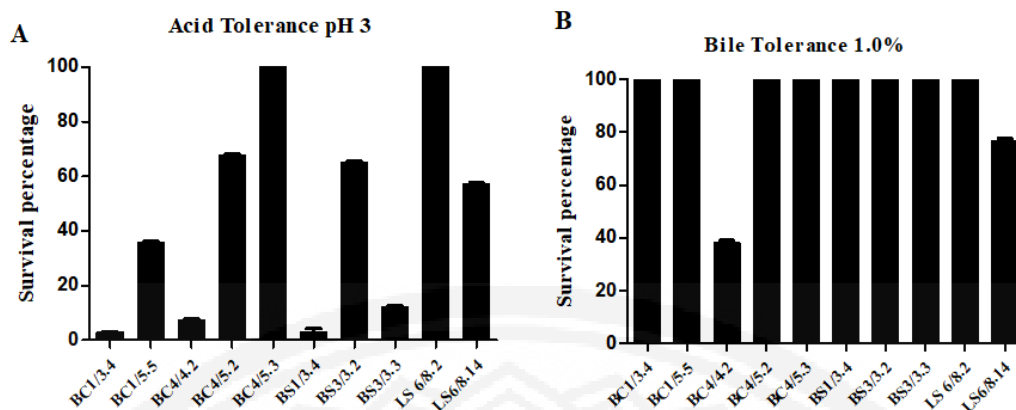 A
Acid Tolerance pH 3
Survival percentage
100
80
60
40
20
0
BC1/3.4
BC1/5.5
BC4/4.2
BC4/5.2
BC4/5.3
BS1/3.4
BS3/3.2
BS3/3.3
LS 6/8.2
LS6/8.14
B
Bile Tolerance 1.0%
Survival percentage
100
80
60
40
20
0
BC1/3.4
BC1/5.5
BC4/4.2
BC4/5.2
BC4/5.3
BS1/3.4
BS3/3.2
BS3/3.3
LS 6/8.2
LS6/8.14